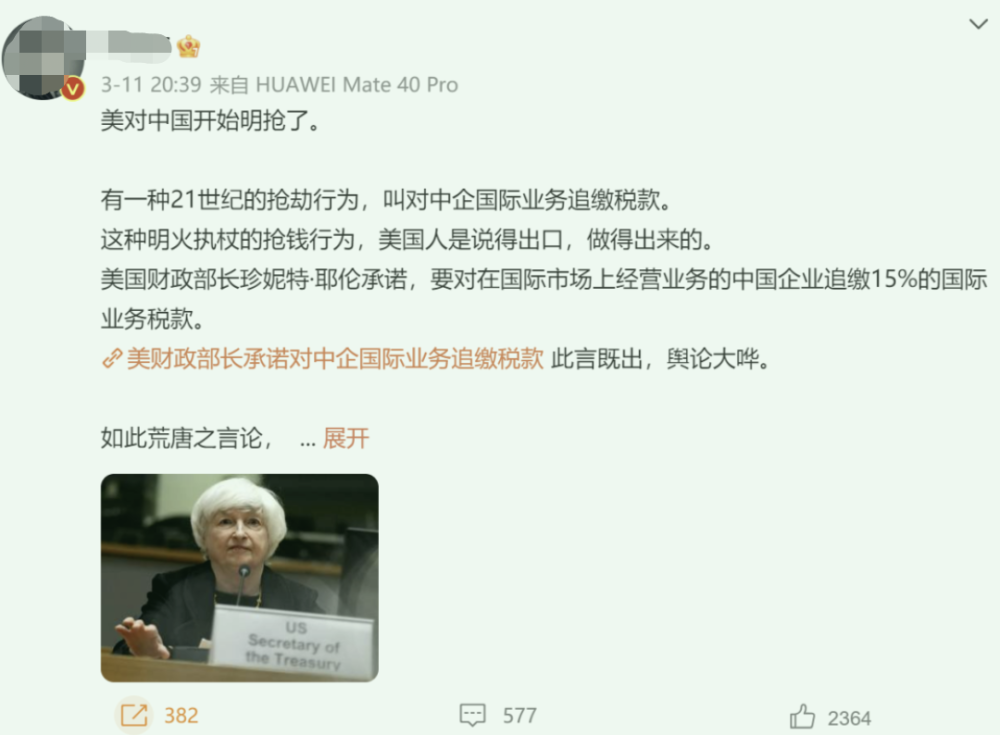 3-11 20:39 来自 HUAWEI Mate 40 Pro
美对中国开始明抢了。
有一种21世纪的抢劫行为，叫对中企国际业务追缴税款。
这种明火执杖的抢钱行为，美国人是说得出口，做得出来的。
美国财政部长珍妮特·耶伦承诺，要对在国际市场上经营业务的中国企业追缴15%的国际
业务税款。
美财政部长承诺对中企国际业务追缴税款 此言既出，舆论大哗。
如此荒唐之言论， ... 展开
US
Secretary of
the Treasury
382
577
2364